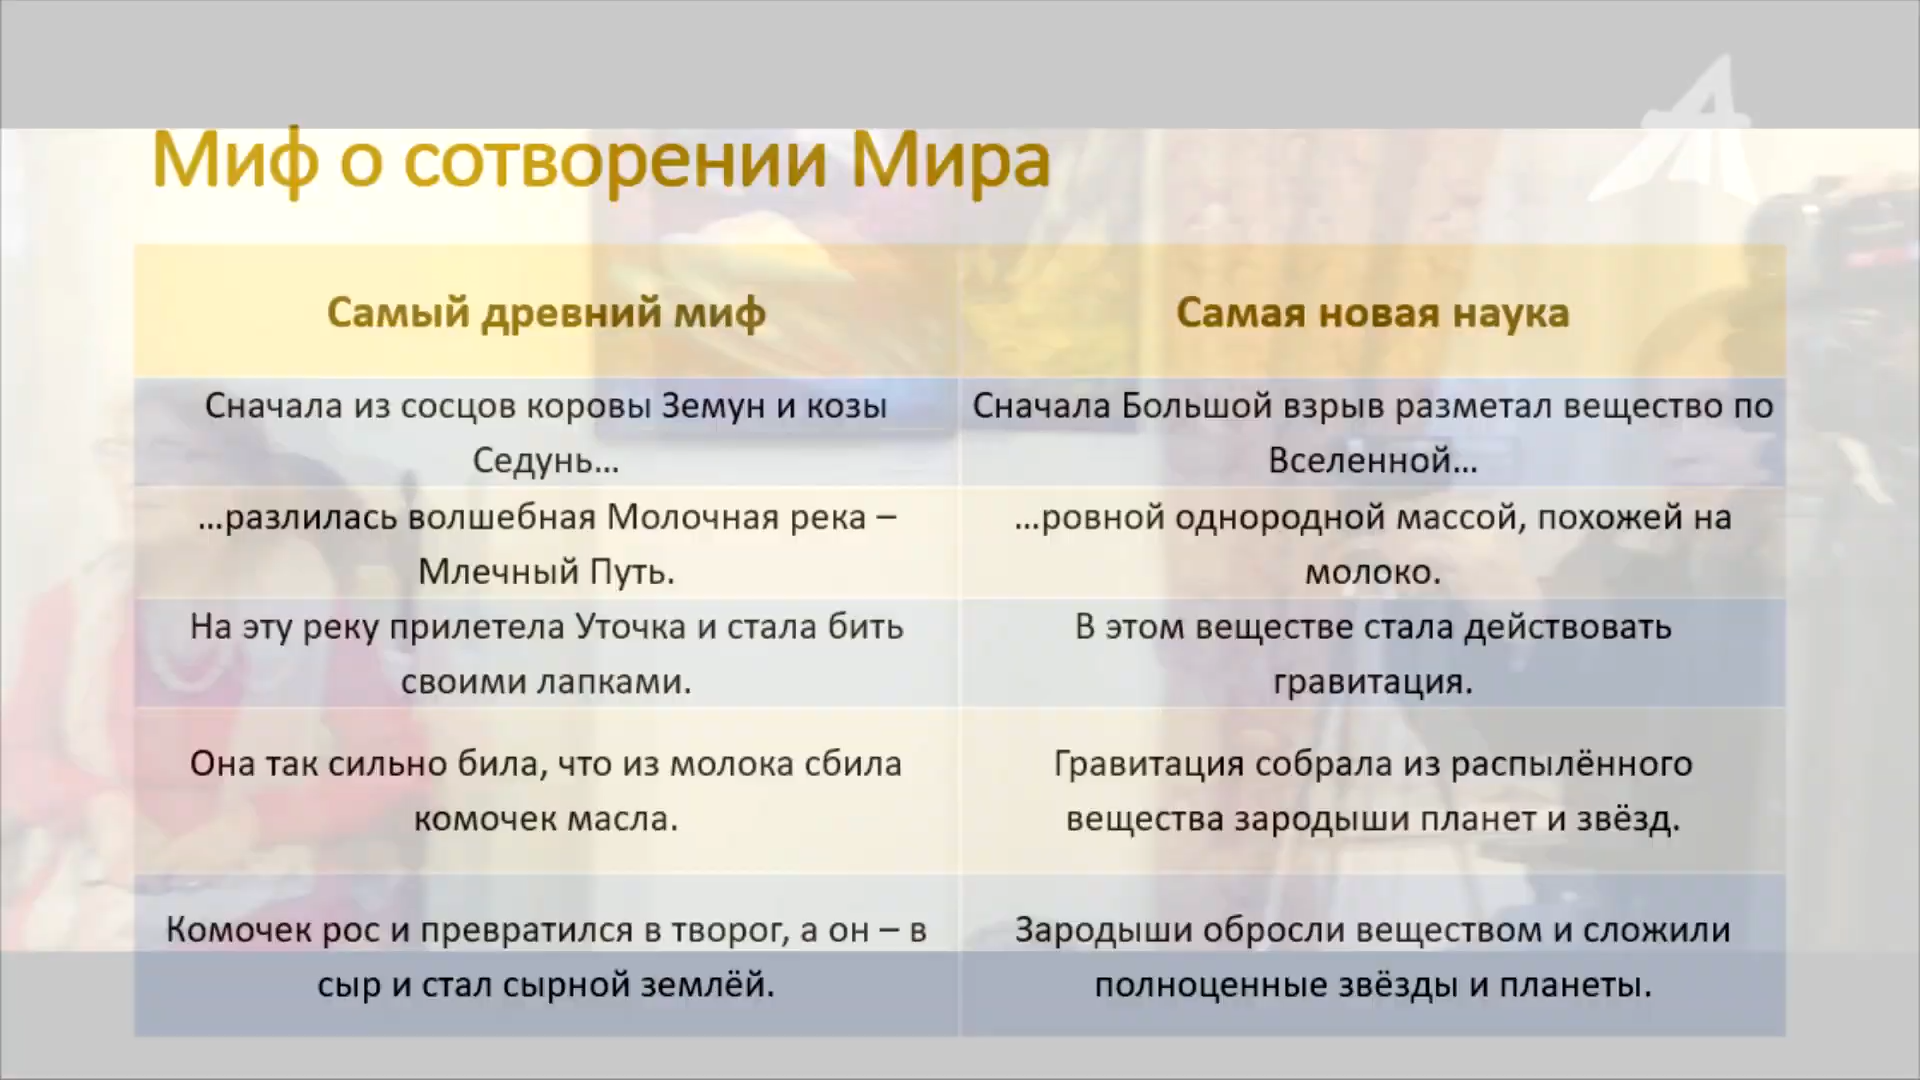 Миф о сотворении Мира
Самый древний миф
Самая новая наука
Сначала из сосцов коровы Земун и козы
Седунь...
Сначала Большой взрыв разметал вещество по
Вселенной...
...разлилась волшебная Молочная река –
Млечный Путь.
...ровной однородной массой, похожей на
молоко.
На эту реку прилетела Уточка и стала бить
своими лапками.
В этом веществе стала действовать
гравитация.
Она так сильно била, что из молока сбила
комочек масла.
Гравитация собрала из распылённого
вещества зародыши планет и звёзд.
Комочек рос и превратился в творог, а он – в
сыр и стал сырной землёй.
Зародыши обросли веществом и сложили
полноценные звёзды и планеты.